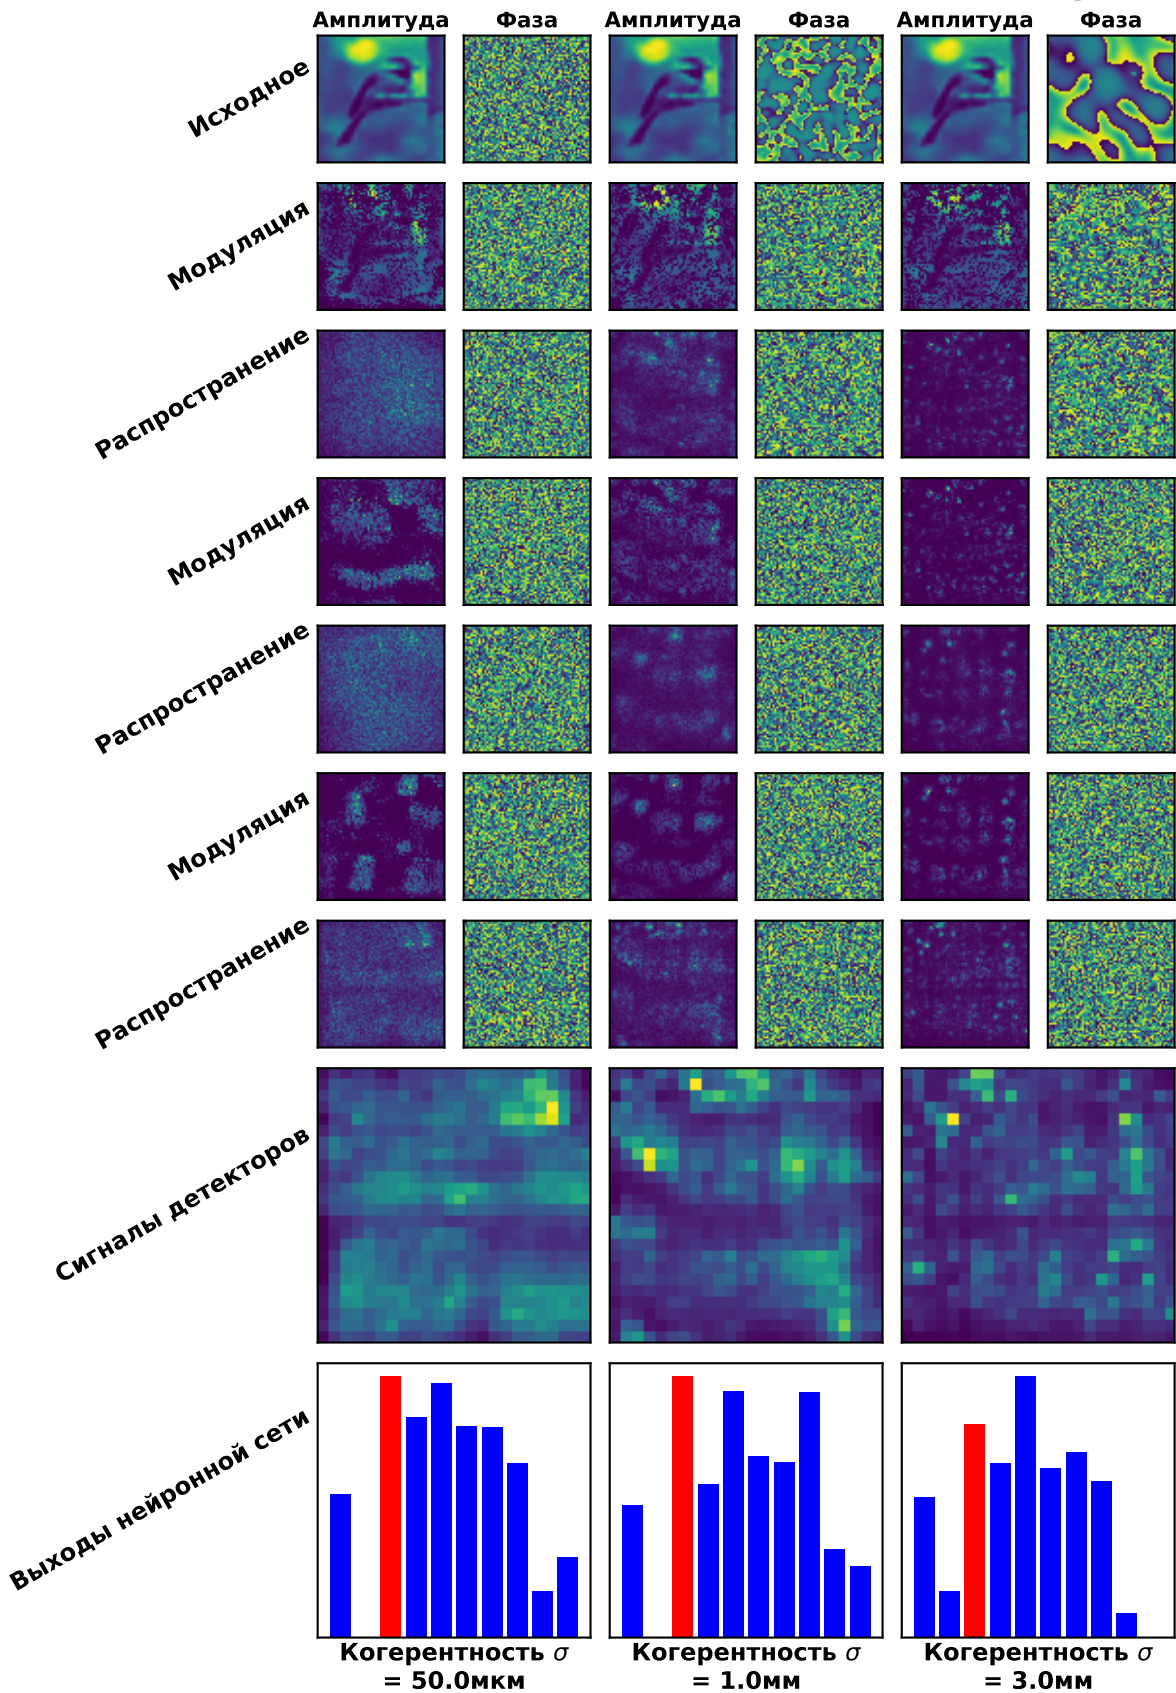 Амплитуда Фаза Амплитуда Фаза Амплитуда Фаза
Исходное
Модуляция
Распространение
Модуляция
Распространение
Модуляция
Распространение
Сигналы детекторов
Выходы нейронной сети
Когерентность σ
= 50.0мкм
Когерентность σ
= 1.0мм
Когерентность σ
= 3.0мм